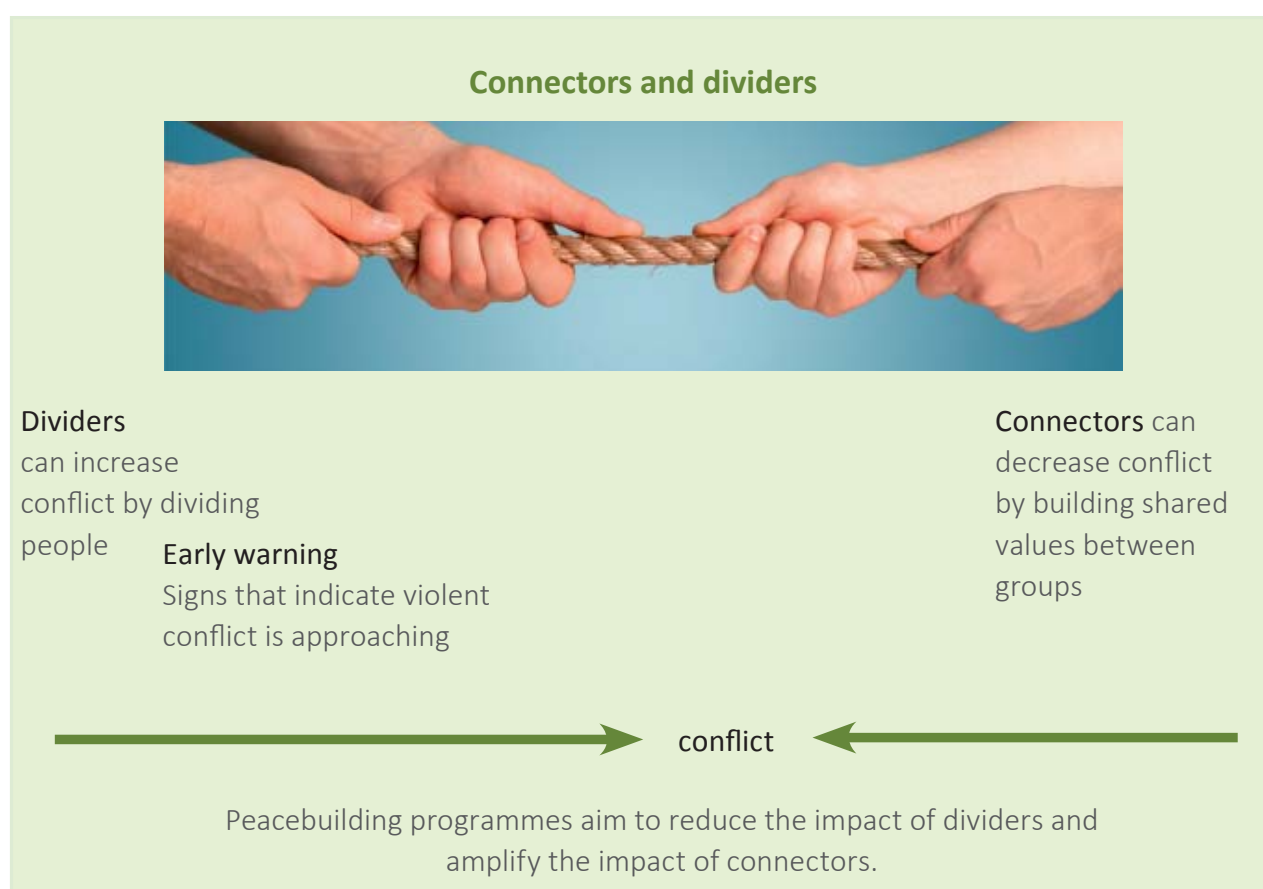 Connectors and dividers
Dividers
can increase
conflict by dividing
people
Early warning
Signs that indicate violent
conflict is approaching
Connectors can
decrease conflict
by building shared
values between
groups
conflict
Peacebuilding programmes aim to reduce the impact of dividers and
amplify the impact of connectors.